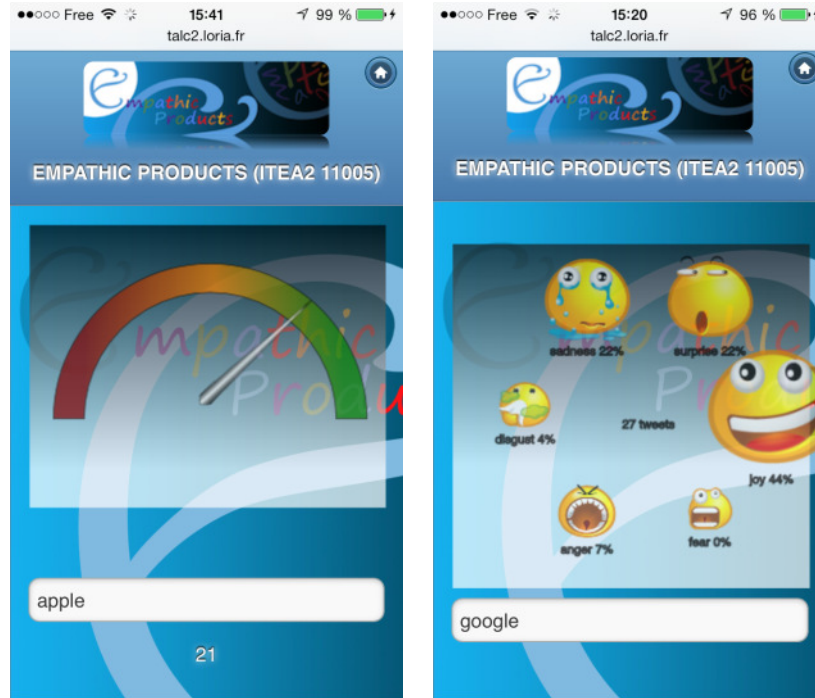 Free 15:41 99 %
talc2.loria.fr
Empathic
Products
EMPATHIC PRODUCTS (ITEA2 11005)
Empathic
Produ
apple
21
Free 15:20 96 %
talc2.loria.fr
Empathic
Products
EMPATHIC PRODUCTS (ITEA2 11005)
sadness 22% surprise 22%
disgust 4% 27 tweets
joy 44%
anger 7% fear 0%
google